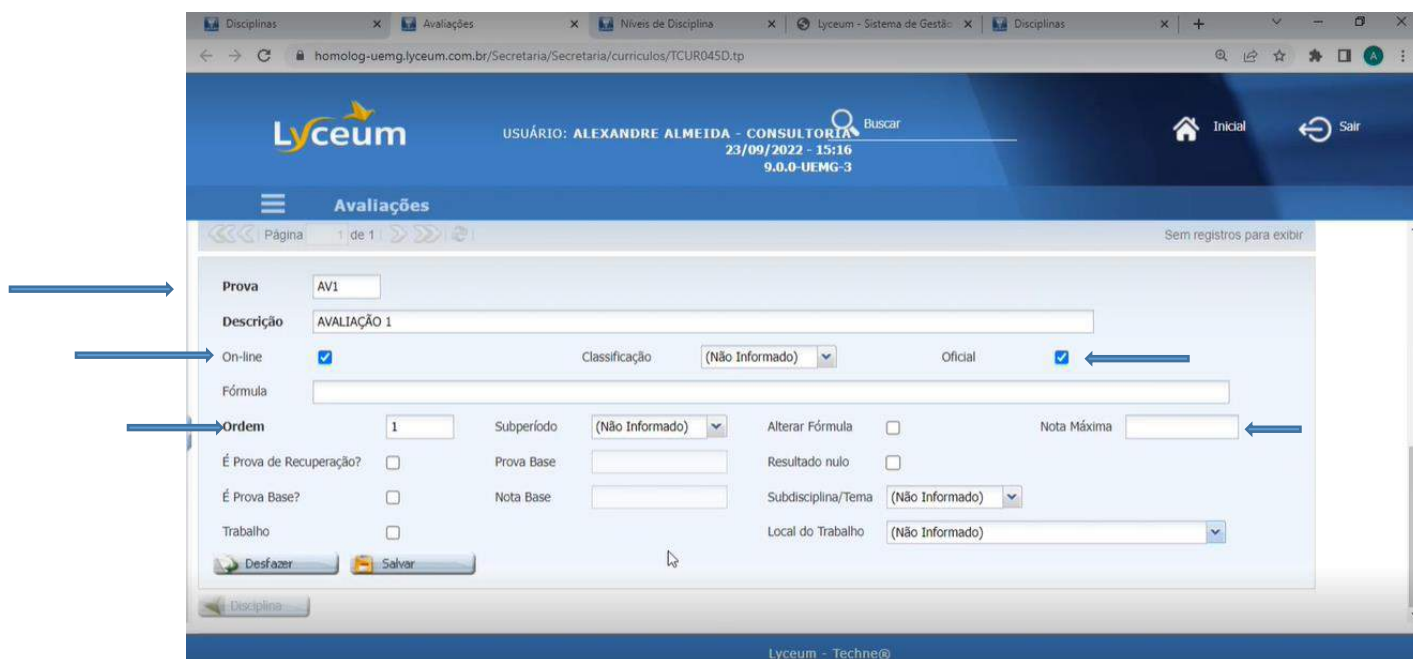 Disciplinas Avaliações Níveis de Disciplina Lyceum - Sistema de Gestão Disciplinas
homolog-uemg.lyceum.com.br/Secretaria/Secretaria/curriculos/TCUR045D.tp A
Lyceum
USUÁRIO: ALEXANDRE ALMEIDA - CONSULTORIA
23/09/2022 - 15:16
9.0.0-UEMG-3
Buscar
Inicial
Sair
Avaliações
Página 1 de 1 Sem registros para exibir
Prova AV1
Descrição AVALIAÇÃO 1
On-line Classificação (Não Informado) Oficial
Fórmula
Ordem 1 Subperíodo (Não Informado) Alterar Fórmula Nota Máxima
É Prova de Recuperação? Prova Base Resultado nulo
É Prova Base? Nota Base Subdisciplina/Tema (Não Informado)
Trabalho Local do Trabalho (Não Informado)
Desfazer Salvar
Disciplina
Lyceum - Techne®